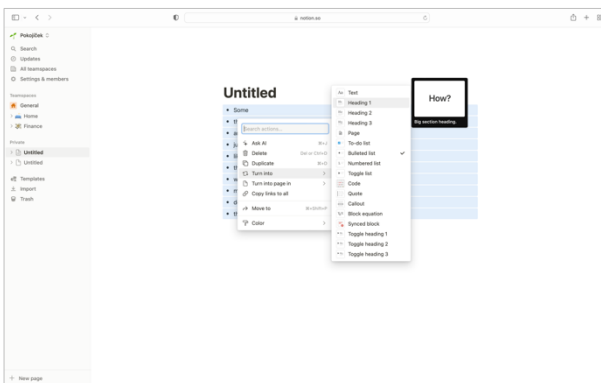 notion.so
Pokojíček
Search
Updates
All teamspaces
Settings & members
Teamspaces
General
Home
Finance
Private
Untitled
Untitled
Templates
Import
Trash
New page
Untitled
Some
Search actions...
Ask AI ⌘+J
Delete Del or Ctrl+D
Duplicate ⌘+D
Turn into
Turn into page in
Copy links to all
Move to ⌘+Shift+P
Color
Text
Heading 1
Heading 2
Heading 3
Page
To-do list
Bulleted list
Numbered list
Toggle list
Code
Quote
Callout
Block equation
Synced block
Toggle heading 1
Toggle heading 2
Toggle heading 3
How?
Big section heading.